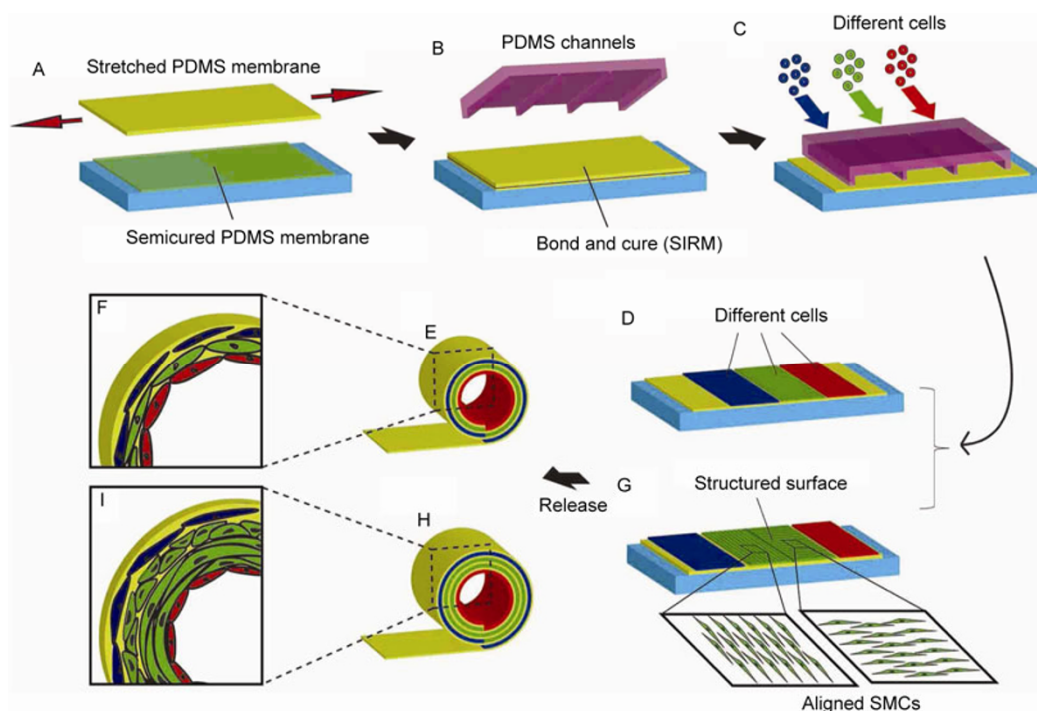 A
Stretched PDMS membrane
Semicured PDMS membrane
B
PDMS channels
Bond and cure (SIRM)
C
Different cells
D
Different cells
E
F
Release
G
Structured surface
Aligned SMCs
H
I